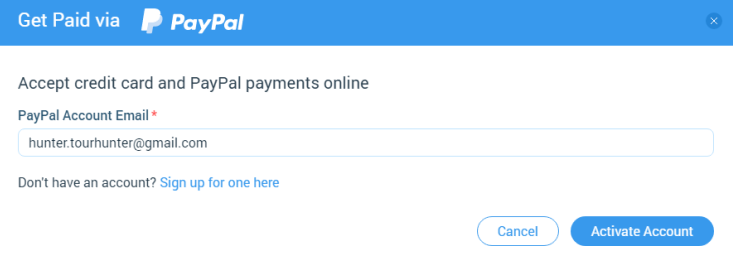 Get Paid via PayPal
Accept credit card and PayPal payments online
PayPal Account Email *
hunter.tourhunter@gmail.com
Don't have an account? Sign up for one here
Cancel Activate Account